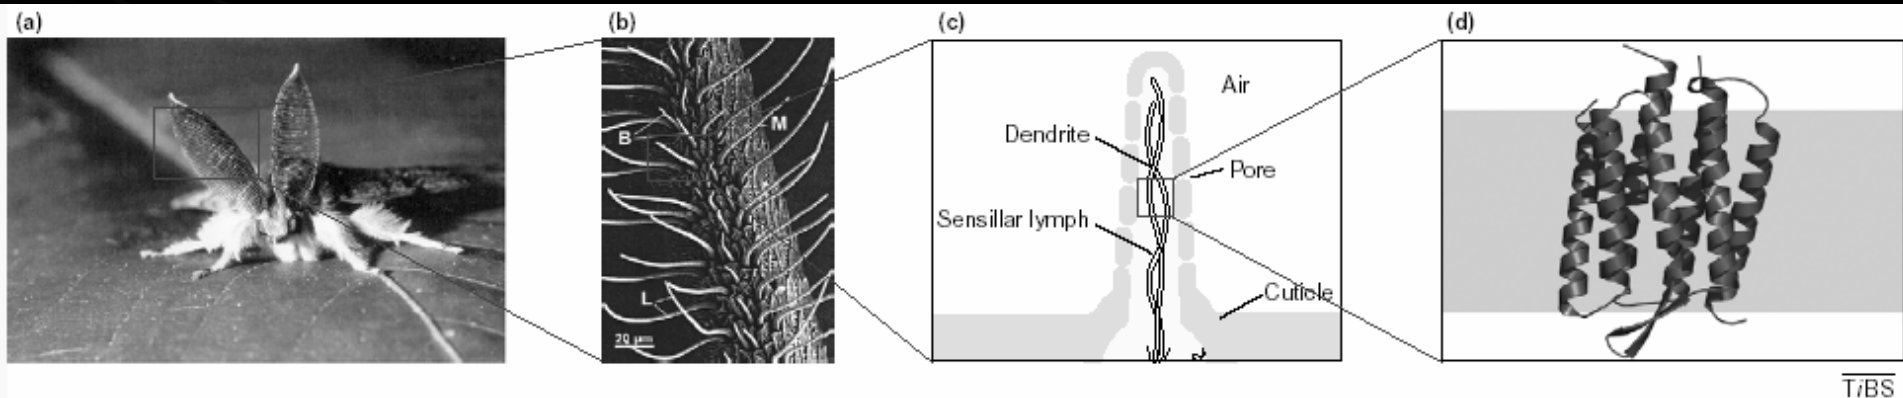 (a)
(b)
(c)
(d)
B
M
L
20 µm
Air
Dendrite
Pore
Sensillar lymph
Cuticle
TiBS